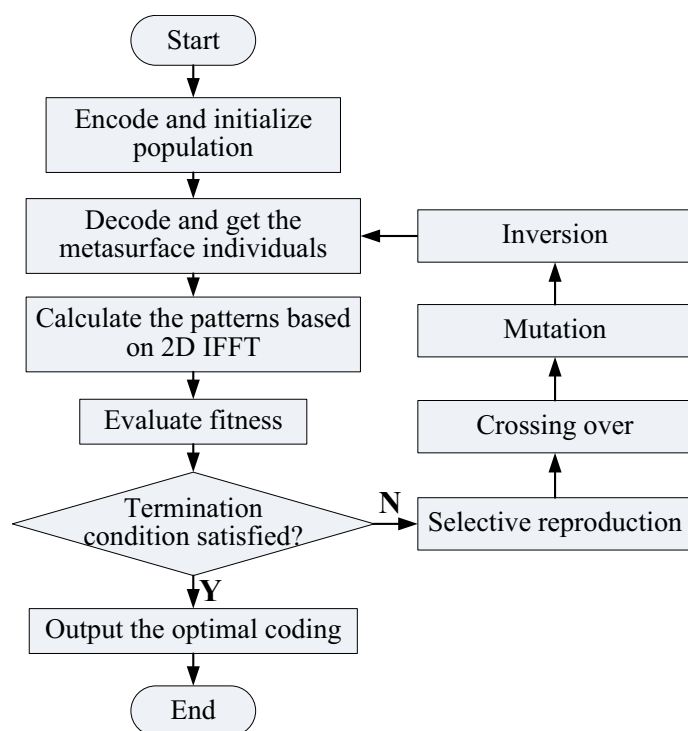 Start
Encode and initialize
population
Decode and get the
metasurface individuals
Calculate the patterns based
on 2D IFFT
Evaluate fitness
Termination
condition satisfied?
N
Selective reproduction
Crossing over
Mutation
Inversion
Y
Output the optimal coding
End